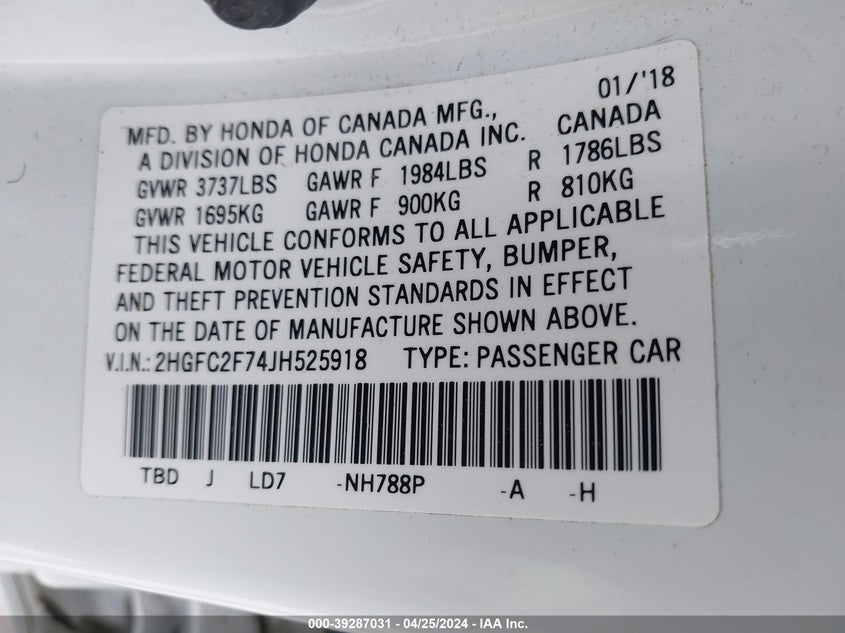 01/'18
MFD. BY HONDA OF CANADA MFG., CANADA
A DIVISION OF HONDA CANADA INC.
GVWR 3737LBS GAWR F 1984LBS R 1786LBS
GVWR 1695KG GAWR F 900KG R 810KG
THIS VEHICLE CONFORMS TO ALL APPLICABLE
FEDERAL MOTOR VEHICLE SAFETY, BUMPER,
AND THEFT PREVENTION STANDARDS IN EFFECT
ON THE DATE OF MANUFACTURE SHOWN ABOVE.
V.I.N.: 2HGFC2F74JH525918 TYPE: PASSENGER CAR
TBD J LD7 -NH788P -A -H
000-39287031 - 04/25/2024 - IAA Inc.